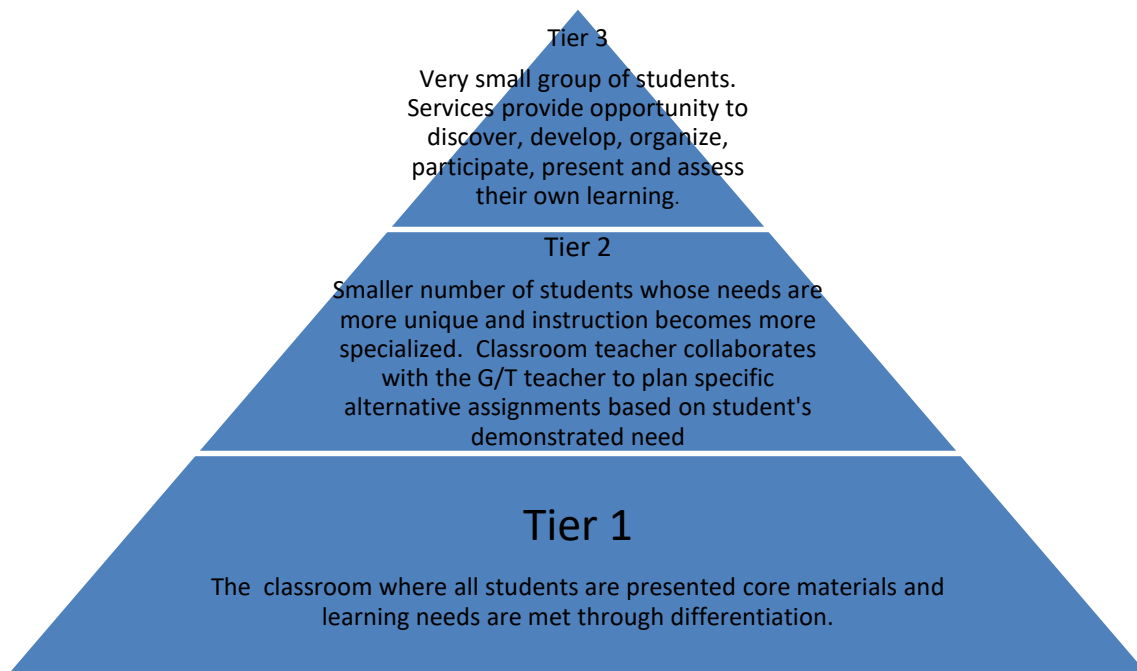 Tier 3
Very small group of students.
Services provide opportunity to
discover, develop, organize,
participate, present and assess
their own learning.
Tier 2
Smaller number of students whose needs are
more unique and instruction becomes more
specialized.  Classroom teacher collaborates
with the G/T teacher to plan specific
alternative assignments based on student's
demonstrated need
Tier 1
The  classroom where all students are presented core materials and
learning needs are met through differentiation.